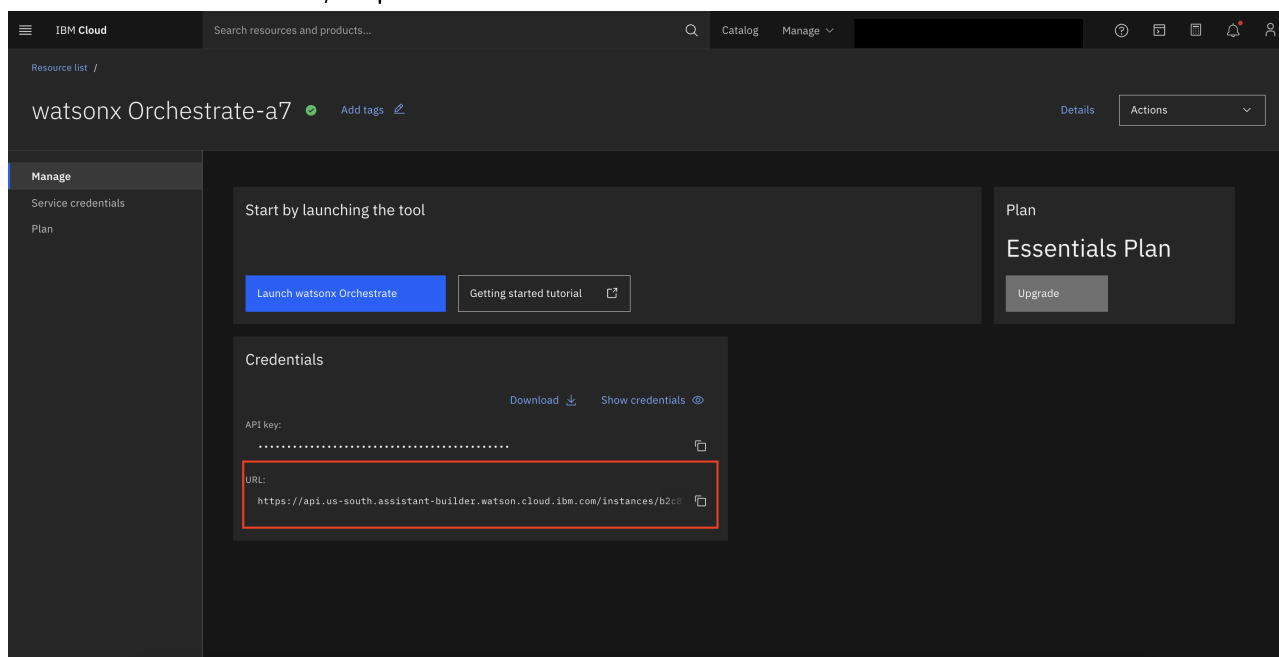 IBM Cloud
Search resources and products...
Catalog
Manage
Resource list /
watsonx Orchestrate-a7
Add tags
Details
Actions
Manage
Service credentials
Plan
Start by launching the tool
Launch watsonx Orchestrate
Getting started tutorial
Plan
Essentials Plan
Upgrade
Credentials
Download
Show credentials
API key:
URL:
https://api.us-south.assistant-builder.watson.cloud.ibm.com/instances/b2c8